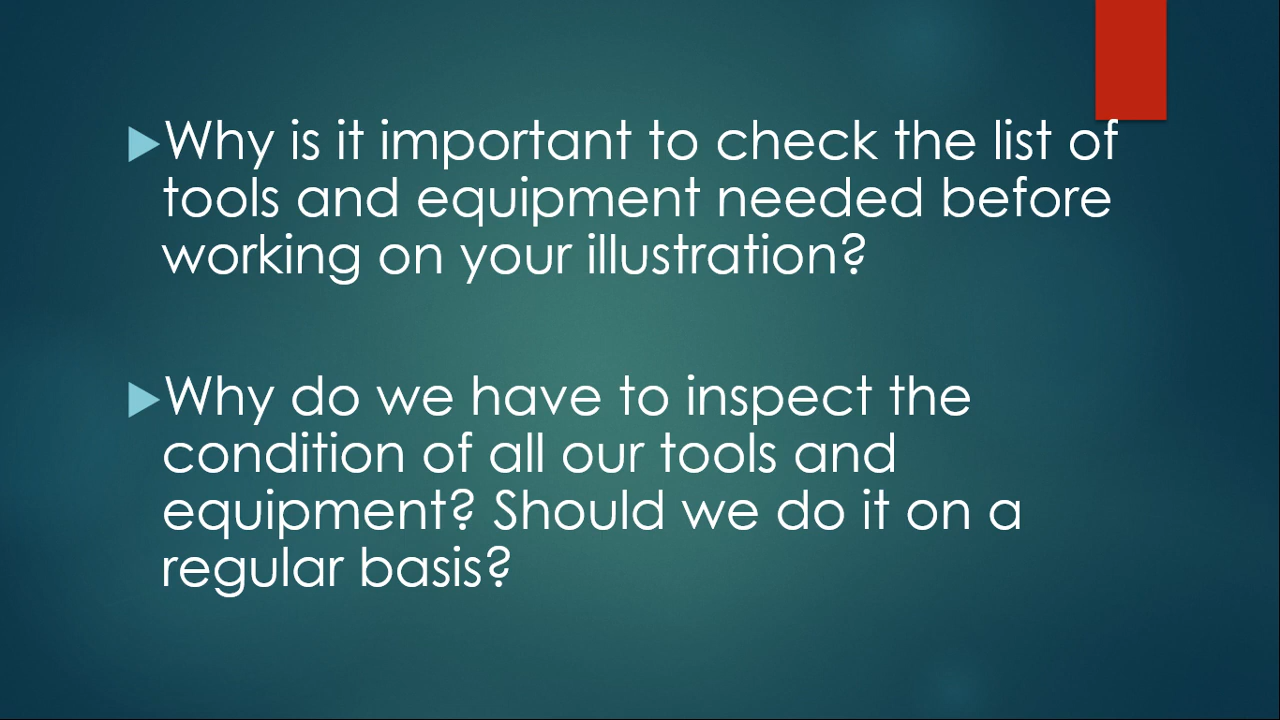 Why is it important to check the list of
tools and equipment needed before
working on your illustration?
Why do we have to inspect the
condition of all our tools and
equipment? Should we do it on a
regular basis?